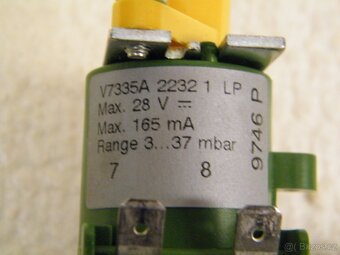 V7335A 2232 1 LP
Max. 28 V ⎓
Max. 165 mA
Range 3...37 mbar
7 8
9746 P